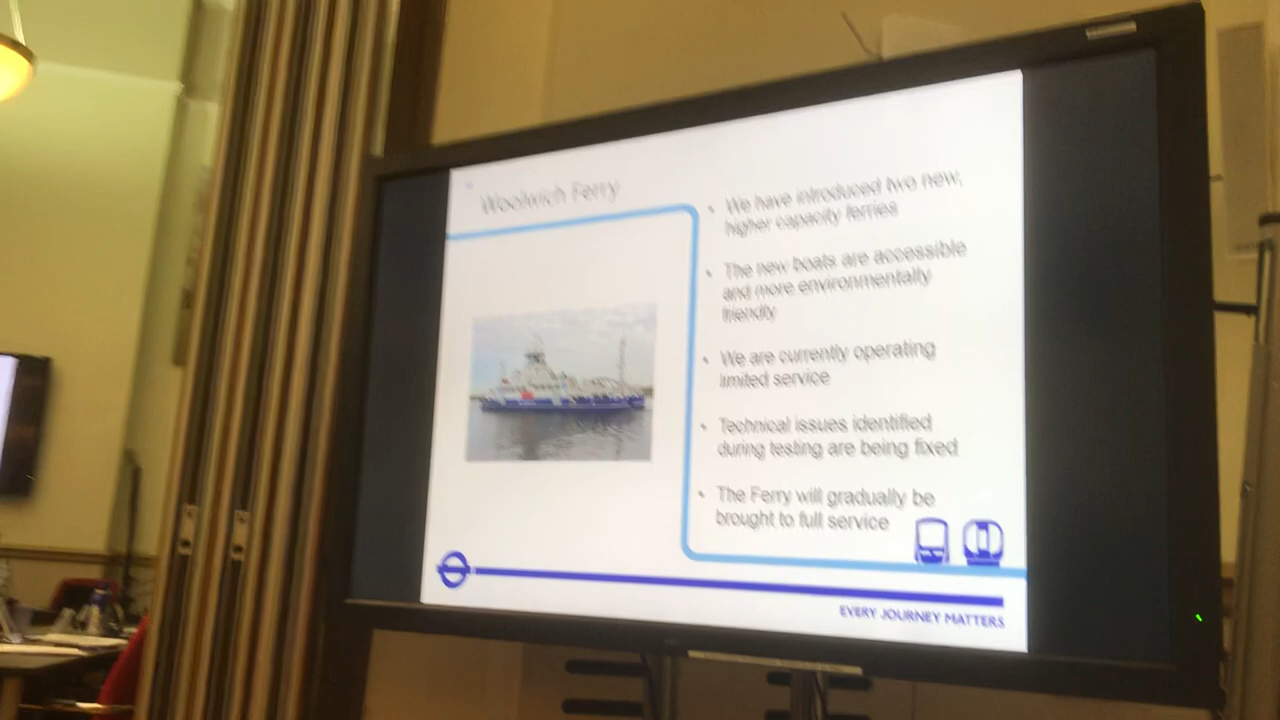 Woolwich Ferry
• We have introduced two new,
higher capacity ferries
• The new boats are accessible
and more environmentally
friendly
• We are currently operating
limited service
• Technical issues identified
during testing are being fixed
• The Ferry will gradually be
brought to full service
EVERY JOURNEY MATTERS